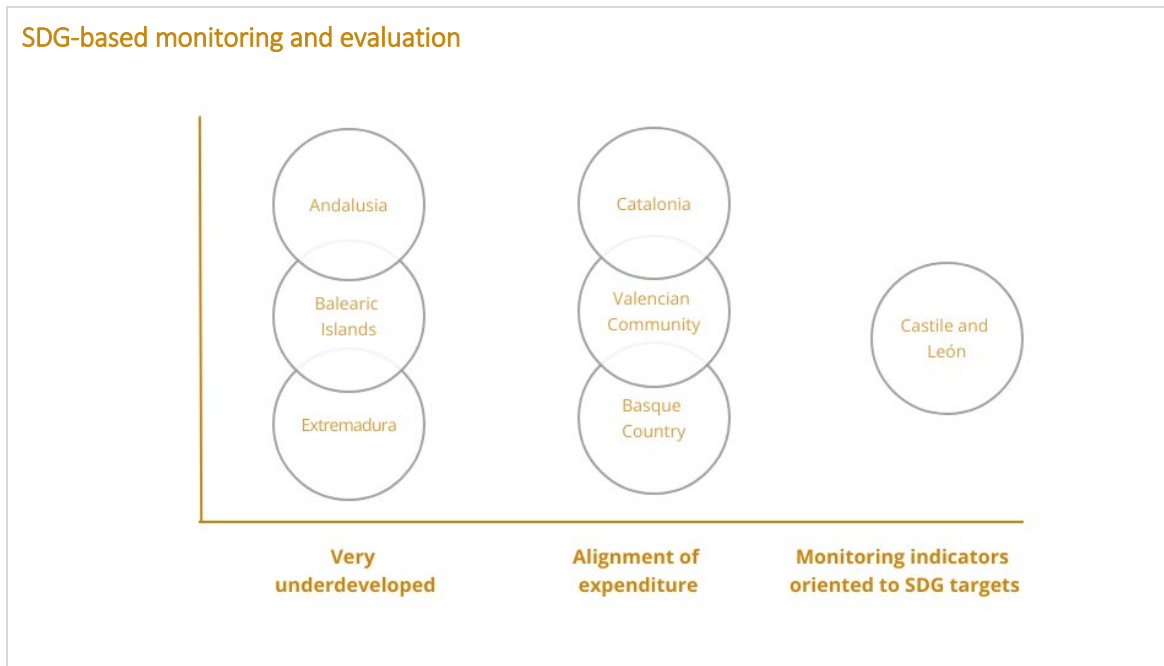 SDG-based monitoring and evaluation
Andalusia
Balearic
Islands
Extremadura
Catalonia
Valencian
Community
Basque
Country
Castile and
León
Very
underdeveloped
Alignment of
expenditure
Monitoring indicators
oriented to SDG targets